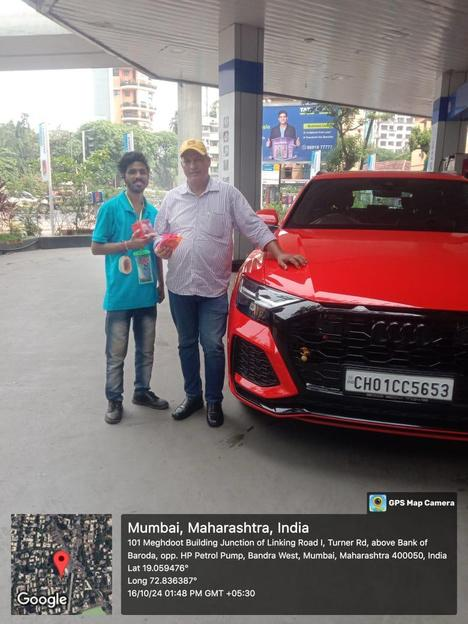 CH01CC5653
GPS Map Camera
Google
Mumbai, Maharashtra, India
101 Meghdoot Building Junction of Linking Road I, Turner Rd, above Bank of
Baroda, opp. HP Petrol Pump, Bandra West, Mumbai, Maharashtra 400050, India
Lat 19.059476°
Long 72.836387°
16/10/24 01:48 PM GMT +05:30